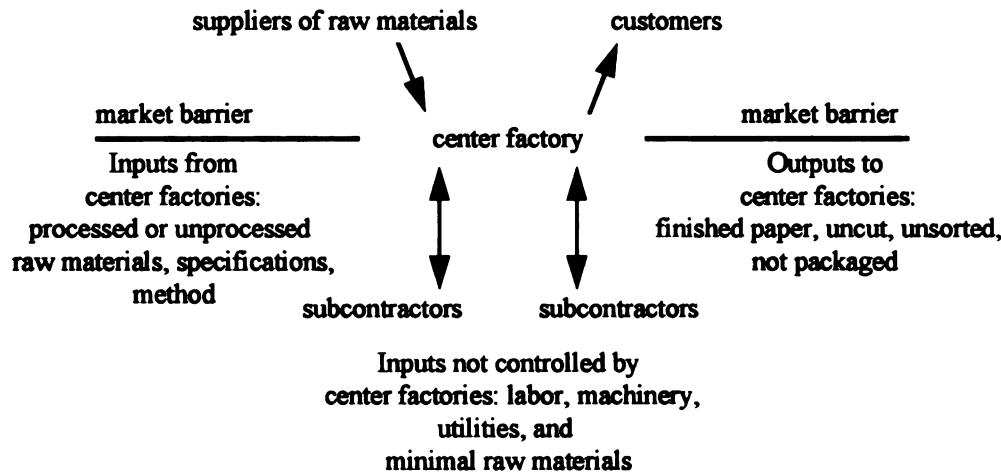 suppliers of raw materials
customers
market barrier
market barrier
center factory
Inputs from
center factories:
processed or unprocessed
raw materials, specifications,
method
Outputs to
center factories:
finished paper, uncut, unsorted,
not packaged
subcontractors
subcontractors
Inputs not controlled by
center factories: labor, machinery,
utilities, and
minimal raw materials